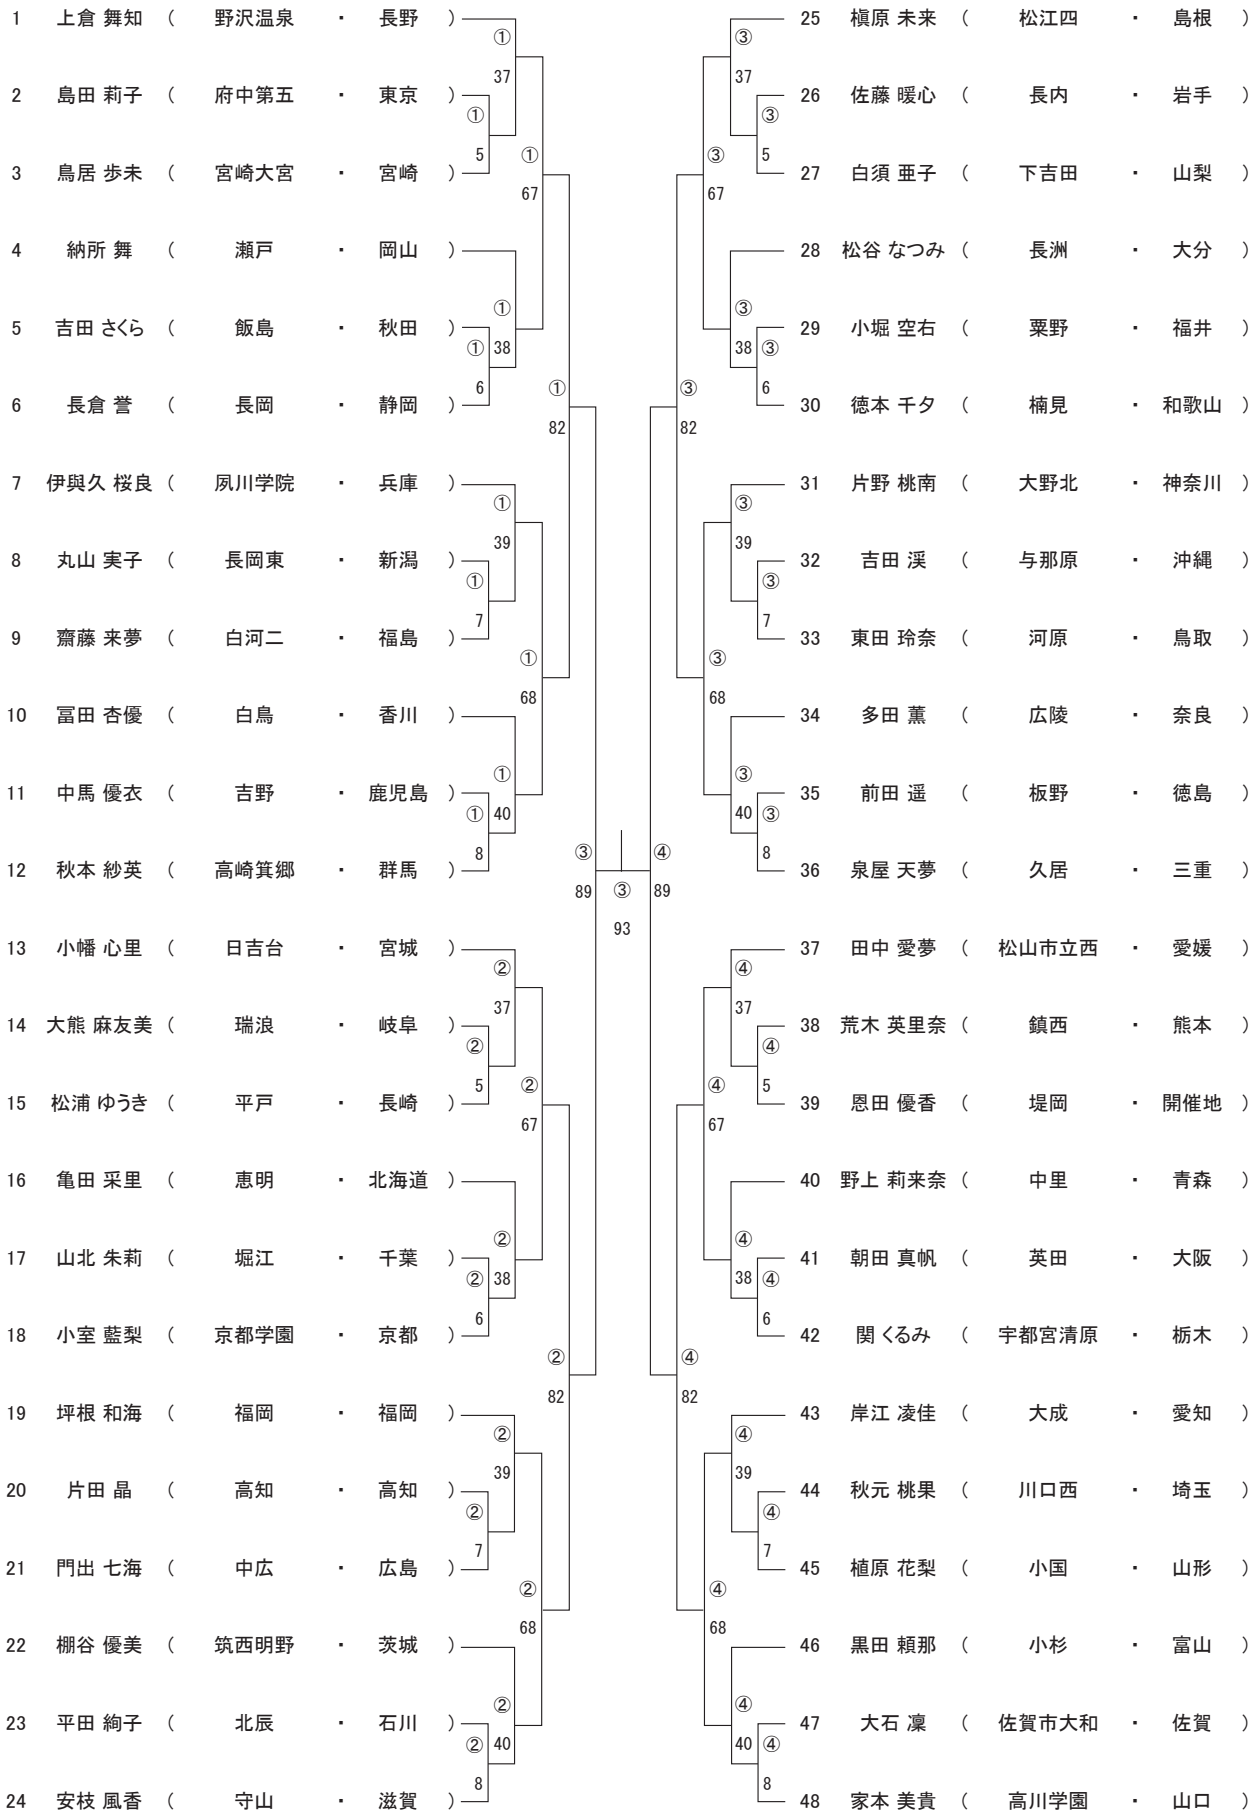 1 上倉 舞知 ( 野沢温泉 ・ 長野 )
①
37
2 島田 莉子 ( 府中第五 ・ 東京 )
①
5
①
3 鳥居 歩未 ( 宮崎大宮 ・ 宮崎 )
67
4 納所 舞 ( 瀬戸 ・ 岡山 )
①
5 吉田 さくら ( 飯島 ・ 秋田 )
①
38
6
①
6 長倉 誉 ( 長岡 ・ 静岡 )
82
7 伊與久 桜良 ( 夙川学院 ・ 兵庫 )
①
39
8 丸山 実子 ( 長岡東 ・ 新潟 )
①
7
9 齋藤 来夢 ( 白河二 ・ 福島 )
①
68
10 冨田 杏優 ( 白鳥 ・ 香川 )
①
11 中馬 優衣 ( 吉野 ・ 鹿児島 )
①
40
8
12 秋本 紗英 ( 高崎箕郷 ・ 群馬 )
③
89
③
93
13 小幡 心里 ( 日吉台 ・ 宮城 )
②
37
14 大熊 麻友美 ( 瑞浪 ・ 岐阜 )
②
5
②
15 松浦 ゆうき ( 平戸 ・ 長崎 )
67
16 亀田 采里 ( 恵明 ・ 北海道 )
②
17 山北 朱莉 ( 堀江 ・ 千葉 )
②
38
6
18 小室 藍梨 ( 京都学園 ・ 京都 )
②
82
19 坪根 和海 ( 福岡 ・ 福岡 )
②
39
20 片田 晶 ( 高知 ・ 高知 )
②
7
21 門出 七海 ( 中広 ・ 広島 )
②
68
22 棚谷 優美 ( 筑西明野 ・ 茨城 )
②
23 平田 絢子 ( 北辰 ・ 石川 )
②
40
8
24 安枝 風香 ( 守山 ・ 滋賀 )
25 槇原 未来 ( 松江四 ・ 島根 )
③
37
26 佐藤 暖心 ( 長内 ・ 岩手 )
③
5
③
27 白須 亜子 ( 下吉田 ・ 山梨 )
67
28 松谷 なつみ ( 長洲 ・ 大分 )
③
29 小堀 空右 ( 粟野 ・ 福井 )
38
③
6
③
30 徳本 千夕 ( 楠見 ・ 和歌山 )
82
31 片野 桃南 ( 大野北 ・ 神奈川 )
③
39
32 吉田 渓 ( 与那原 ・ 沖縄 )
③
7
33 東田 玲奈 ( 河原 ・ 鳥取 )
③
68
34 多田 薫 ( 広陵 ・ 奈良 )
③
35 前田 遥 ( 板野 ・ 徳島 )
40
③
8
36 泉屋 天夢 ( 久居 ・ 三重 )
④
89
37 田中 愛夢 ( 松山市立西 ・ 愛媛 )
④
37
38 荒木 英里奈 ( 鎮西 ・ 熊本 )
④
5
④
39 恩田 優香 ( 堤岡 ・ 開催地 )
67
40 野上 莉来奈 ( 中里 ・ 青森 )
④
41 朝田 真帆 ( 英田 ・ 大阪 )
38
④
6
42 関 くるみ ( 宇都宮清原 ・ 栃木 )
④
82
43 岸江 凌佳 ( 大成 ・ 愛知 )
④
39
44 秋元 桃果 ( 川口西 ・ 埼玉 )
④
7
45 植原 花梨 ( 小国 ・ 山形 )
④
68
46 黒田 頼那 ( 小杉 ・ 富山 )
④
47 大石 凜 ( 佐賀市大和 ・ 佐賀 )
40
④
8
48 家本 美貴 ( 高川学園 ・ 山口 )